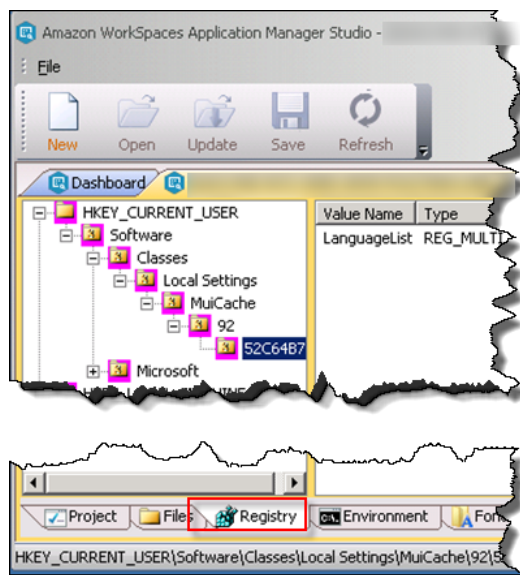 Amazon WorkSpaces Application Manager Studio -
File
New Open Update Save Refresh
Dashboard
HKEY_CURRENT_USER
Value Name Type
Software
LanguageList REG_MULTI
Classes
Local Settings
MuiCache
92
52C64B7
Microsoft
Project Files Registry Environment Fon
HKEY_CURRENT_USER\Software\Classes\Local Settings\MuiCache\92\5